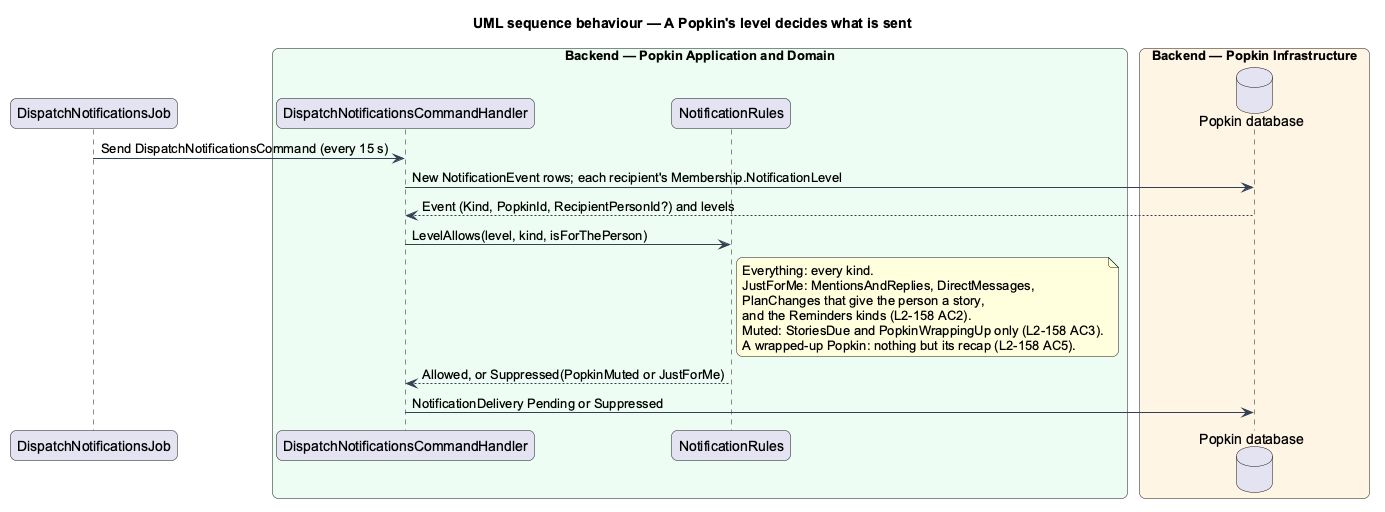 UML sequence behaviour — A Popkin's level decides what is sent
Backend — Popkin Application and Domain
Backend — Popkin Infrastructure
DispatchNotificationsJob
DispatchNotificationsCommandHandler
NotificationRules
Popkin database
Send DispatchNotificationsCommand (every 15 s)
New NotificationEvent rows; each recipient's Membership.NotificationLevel
Event (Kind, PopkinId, RecipientPersonId?) and levels
LevelAllows(level, kind, isForThePerson)
Everything: every kind.
JustForMe: MentionsAndReplies, DirectMessages,
PlanChanges that give the person a story,
and the Reminders kinds (L2-158 AC2).
Muted: StoriesDue and PopkinWrappingUp only (L2-158 AC3).
A wrapped-up Popkin: nothing but its recap (L2-158 AC5).
Allowed, or Suppressed(PopkinMuted or JustForMe)
NotificationDelivery Pending or Suppressed
DispatchNotificationsJob
DispatchNotificationsCommandHandler
NotificationRules
Popkin database